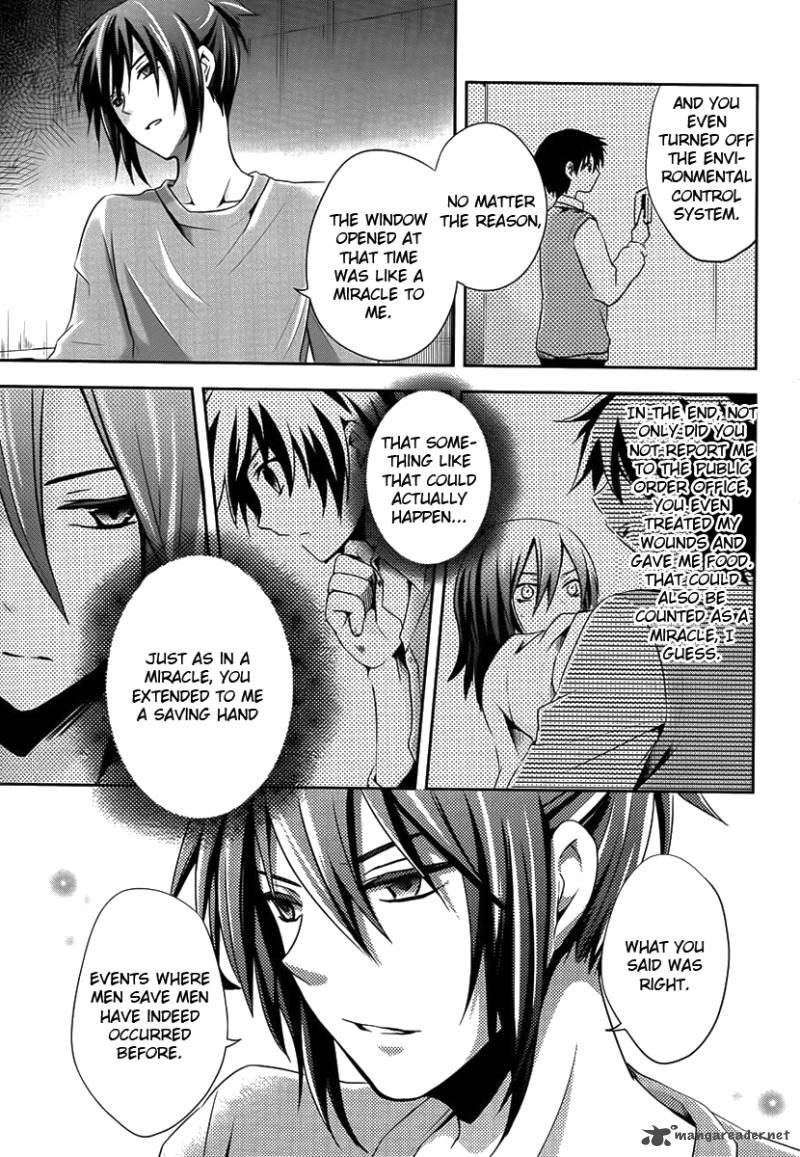 AND YOU
EVEN
TURNED OFF
THE ENVI-
RONMENTAL
CONTROL
SYSTEM.
NO MATTER
THE REASON,
THE WINDOW
OPENED AT
THAT TIME
WAS LIKE A
MIRACLE TO
ME.
IN THE END, NOT
ONLY DID YOU
NOT REPORT ME
TO THE PUBLIC
ORDER OFFICE,
YOU EVEN
TREATED MY
WOUNDS AND
GAVE ME FOOD.
THAT COULD
ALSO BE
COUNTED AS A
MIRACLE, I
GUESS.
THAT SOME-
THING LIKE
THAT COULD
ACTUALLY
HAPPEN...
JUST AS IN A
MIRACLE, YOU
EXTENDED TO ME
A SAVING HAND
WHAT YOU
SAID WAS
RIGHT.
EVENTS WHERE
MEN SAVE MEN
HAVE INDEED
OCCURRED
BEFORE.
mangareader.net